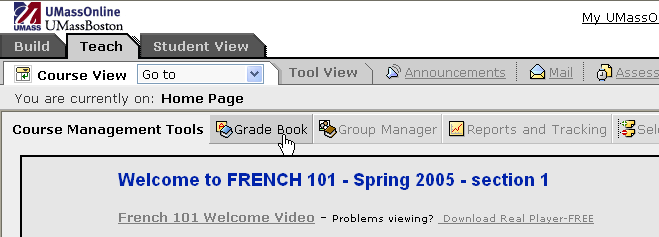 UMassOnline
UMASS UMassBoston
My UMassO
Build Teach Student View
Course View Go to Tool View Announcements Mail Assess
You are currently on: Home Page
Course Management Tools Grade Book Group Manager Reports and Tracking Sele
Welcome to FRENCH 101 - Spring 2005 - section 1
French 101 Welcome Video - Problems viewing? Download Real Player-FREE